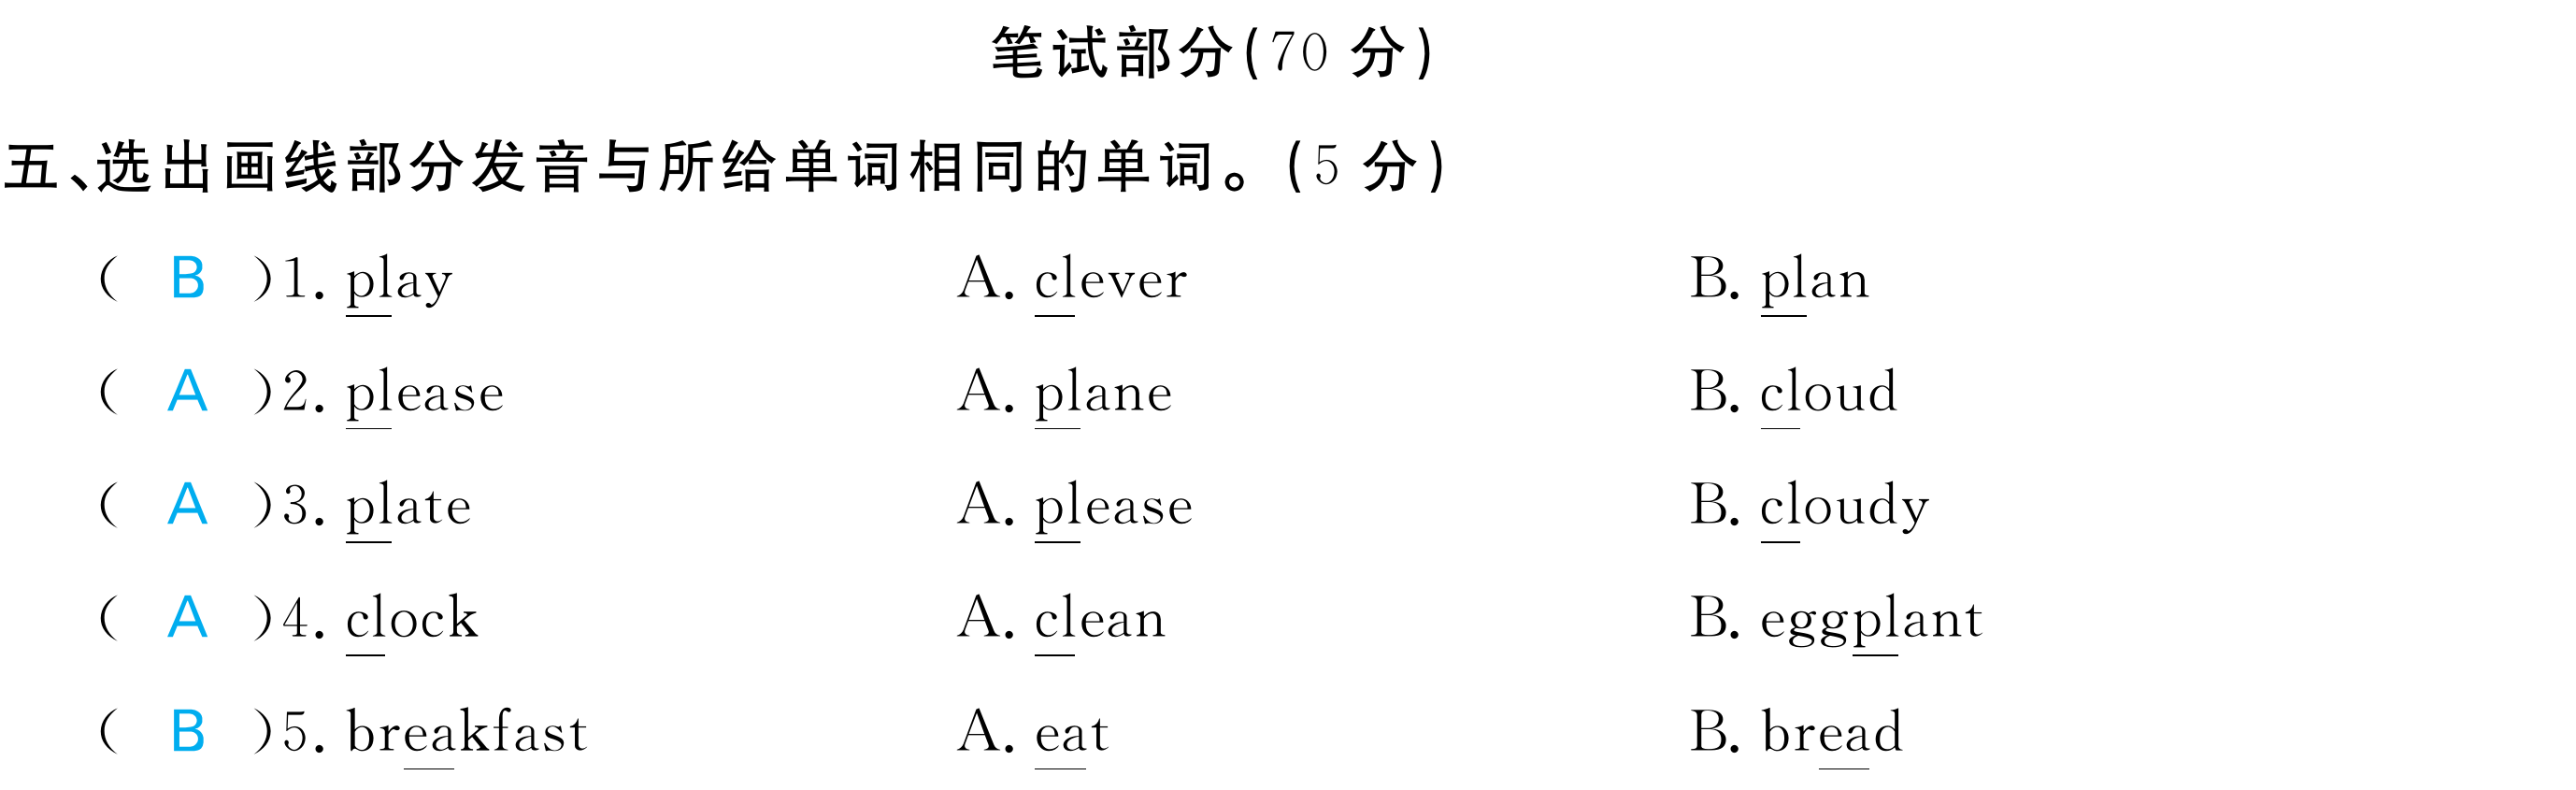 笔试部分(70 分)
五、选出画线部分发音与所给单词相同的单词。(5 分)
( B )1. play A. clever B. plan
( A )2. please A. plane B. cloud
( A )3. plate A. please B. cloudy
( A )4. clock A. clean B. eggplant
( B )5. breakfast A. eat B. bread